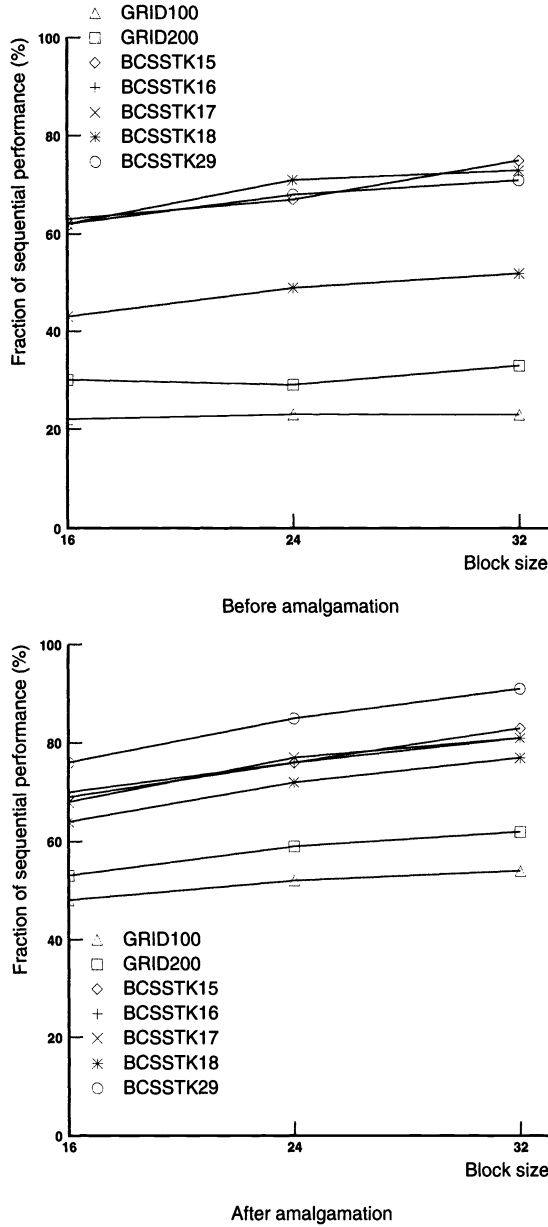 GRID100
GRID200
BCSSTK15
BCSSTK16
BCSSTK17
BCSSTK18
BCSSTK29
Fraction of sequential performance (%)
100
80
60
40
20
0
16
24
32
Block size
Before amalgamation
Fraction of sequential performance (%)
100
80
60
40
20
0
GRID100
GRID200
BCSSTK15
BCSSTK16
BCSSTK17
BCSSTK18
BCSSTK29
16
24
32
Block size
After amalgamation